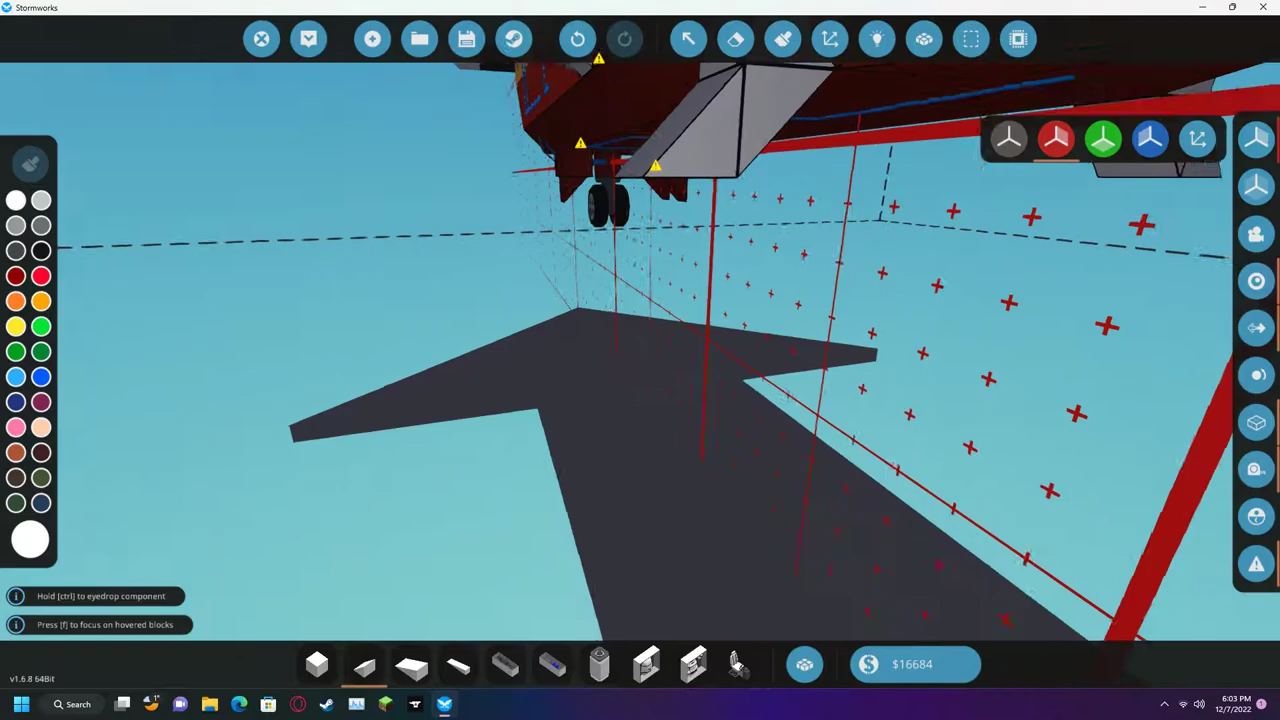 Stormworks
Hold [ctrl] to eyedrop component
Press [f] to focus on hovered blocks
$16684
v1.6.8 64Bit
Search
6:03 PM
12/7/2022